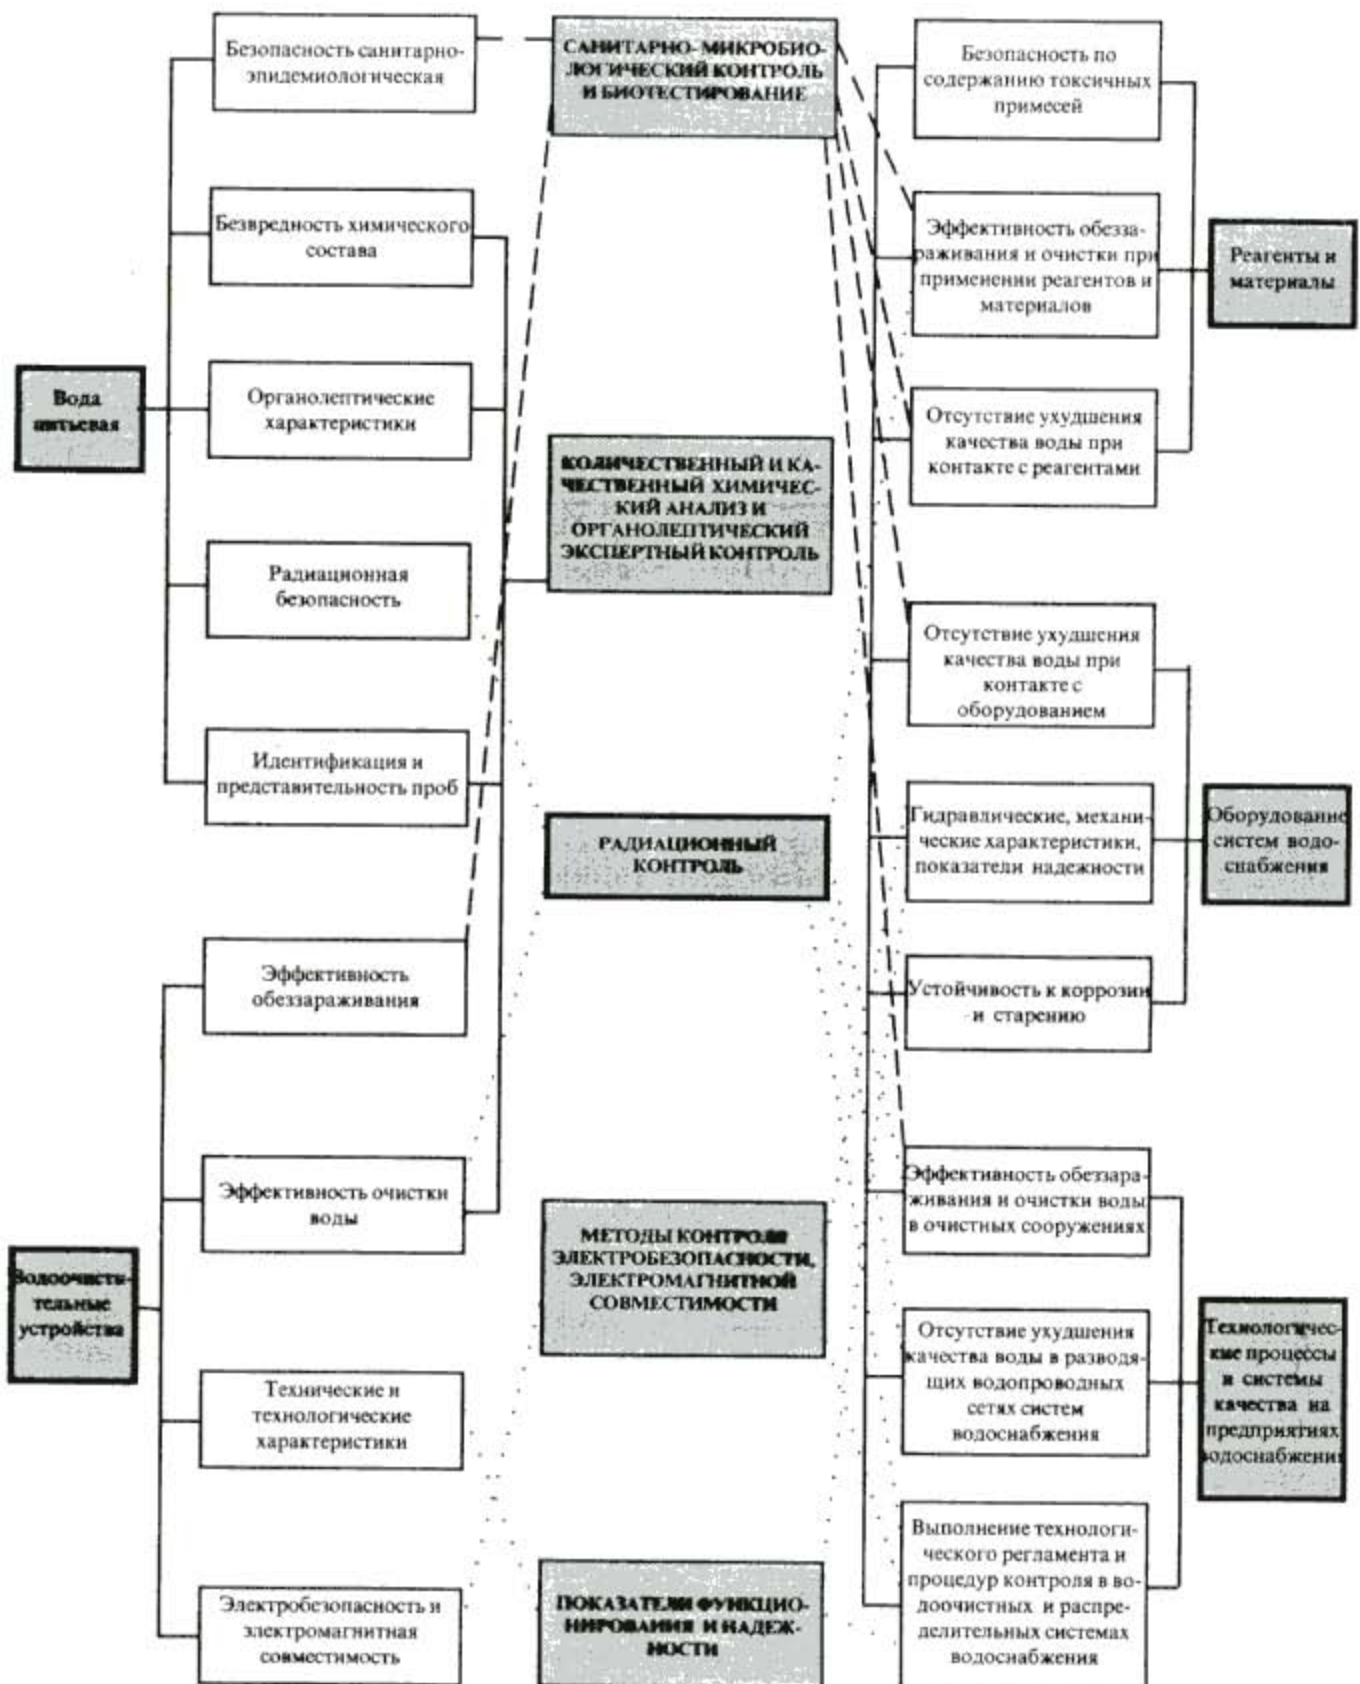 Безопасность санитарно-
эпидемиологическая
Безвредность химического
состава
Органолептические
характеристики
Радиационная
безопасность
Идентификация и
представительность проб
Вода
питьевая
Эффективность
обеззараживания
Эффективность очистки
воды
Технические и
технологические
характеристики
Электробезопасность и
электромагнитная
совместимость
Водоочисти-
тельные
устройства
САНИТАРНО- МИКРОБИО-
ЛОГИЧЕСКИЙ КОНТРОЛЬ
И БИОТЕСТИРОВАНИЕ
КОЛИЧЕСТВЕННЫЙ И КА-
ЧЕСТВЕННЫЙ ХИМИЧЕС-
КИЙ АНАЛИЗ И
ОРГАНОЛЕПТИЧЕСКИЙ
ЭКСПЕРТНЫЙ КОНТРОЛЬ
РАДИАЦИОННЫЙ
КОНТРОЛЬ
МЕТОДЫ КОНТРОЛЯ
ЭЛЕКТРОБЕЗОПАСНОСТИ,
ЭЛЕКТРОМАГНИТНОЙ
СОВМЕСТИМОСТИ
ПОКАЗАТЕЛИ ФУНКЦИО-
НИРОВАНИЯ И НАДЕЖ-
НОСТИ
Безопасность по
содержанию токсичных
примесей
Эффективность обезза-
раживания и очистки при
применении реагентов и
материалов
Отсутствие ухудшения
качества воды при
контакте с реагентами
Реагенты и
материалы
Отсутствие ухудшения
качества воды при
контакте с
оборудованием
Гидравлические, механи-
ческие характеристики,
показатели надежности
Устойчивость к коррозии
и старению
Оборудование
систем водо-
снабжения
Эффективность обеззара-
живания и очистки воды
в очистных сооружениях
Отсутствие ухудшения
качества воды в разводя-
щих водопроводных
сетях систем
водоснабжения
Выполнение технологи-
ческого регламента и
процедур контроля в во-
доочистных и распре-
делительных системах
водоснабжения
Технологичес-
кие процессы
и системы
качества на
предприятиях
водоснабжения